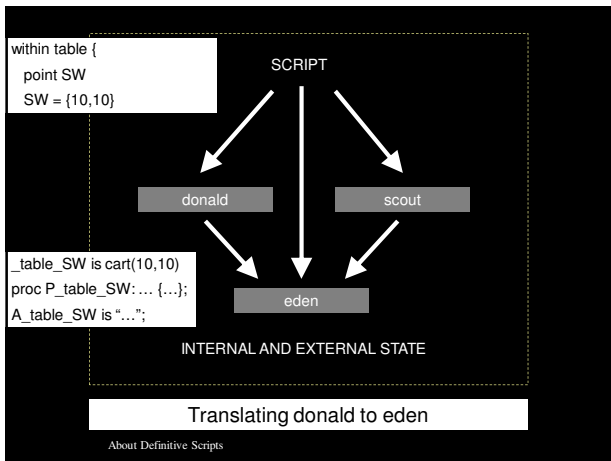 within table {
point SW
SW = {10,10}
SCRIPT
donald
scout
_table_SW is cart(10,10)
proc P_table_SW: … {…};
A_table_SW is “…”;
eden
INTERNAL AND EXTERNAL STATE
Translating donald to eden
About Definitive Scripts